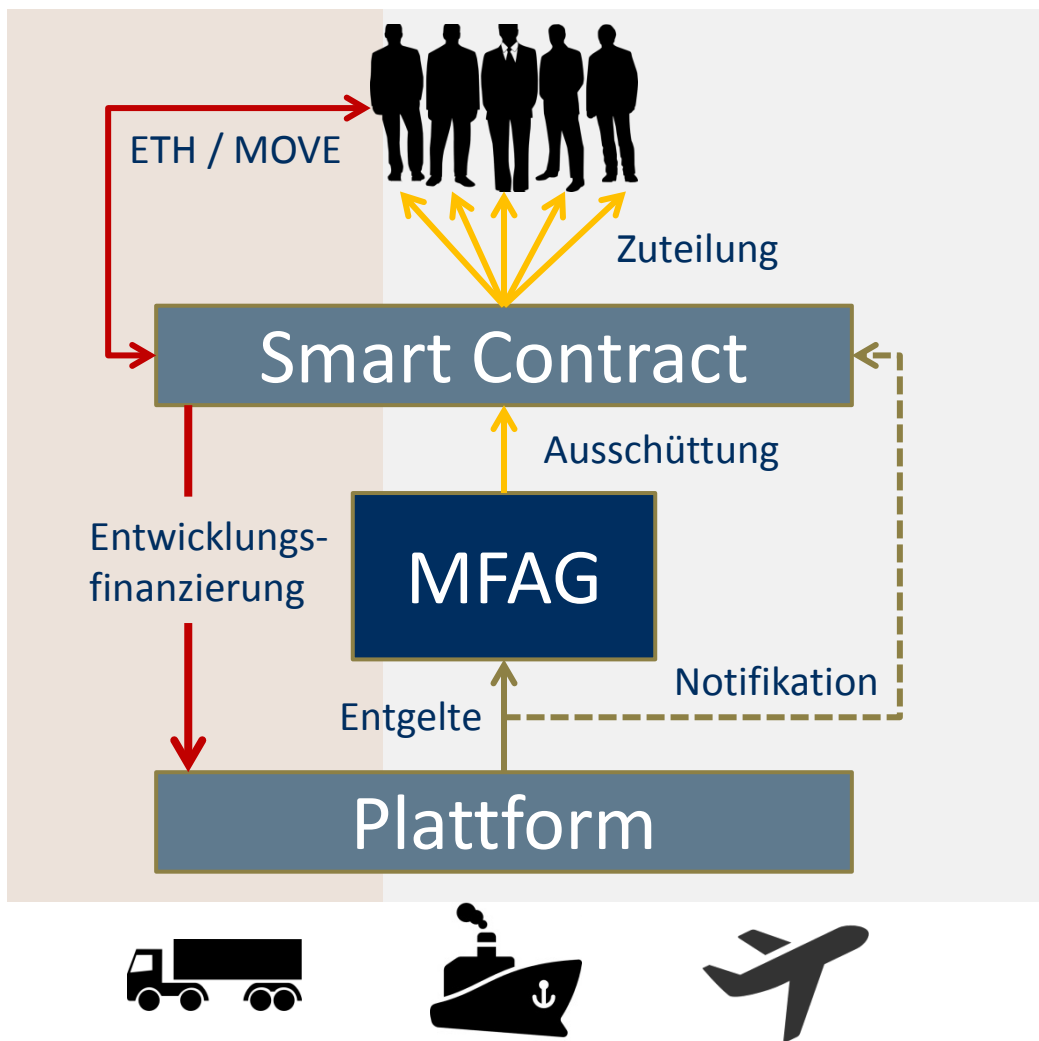 ETH / MOVE
Zuteilung
Smart Contract
Ausschüttung
Entwicklungs-
finanzierung
MFAG
Notifikation
Entgelte
Plattform